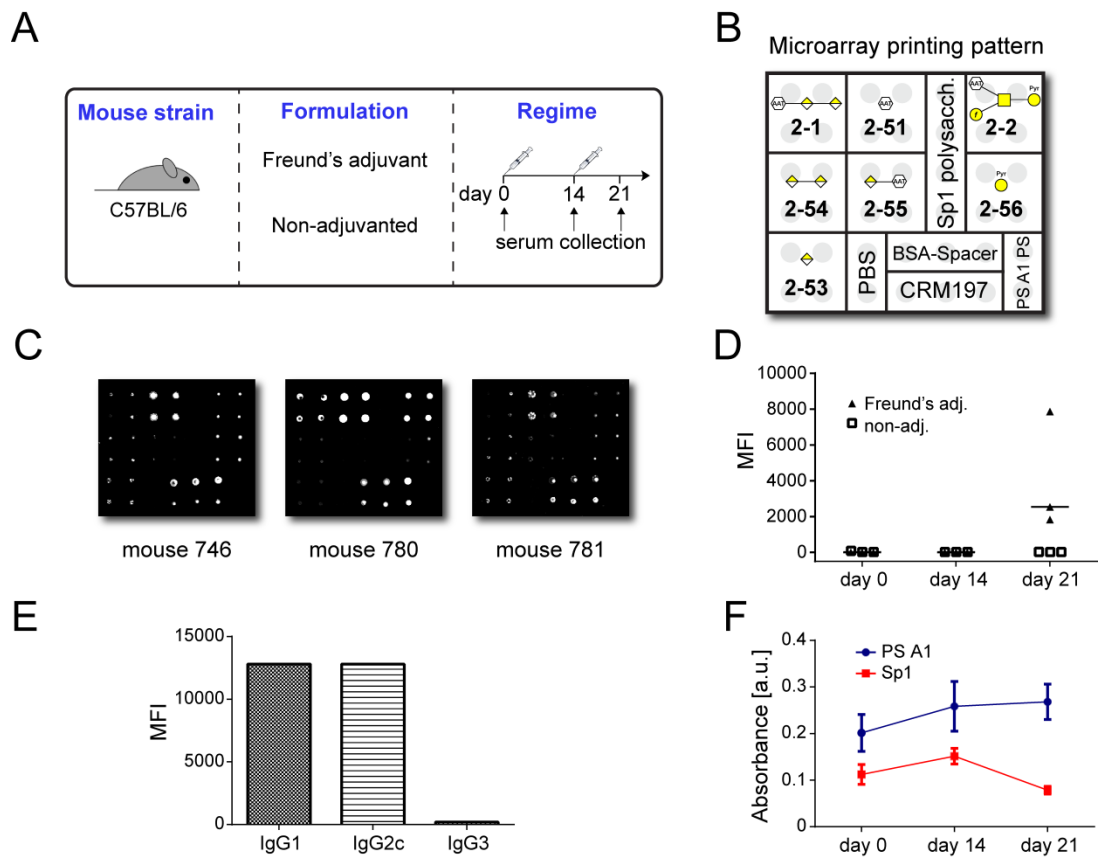 A
Mouse strain
Formulation
Regime
C57BL/6
Freund's adjuvant
Non-adjuvanted
day 0 14 21
serum collection
B
Microarray printing pattern
AAT
2-1
AAT
2-51
Sp1 polysacch.
AAT
Pyr
f
2-2
2-54
AAT
2-55
Pyr
2-56
2-53
PBS
BSA-Spacer
CRM197
PS A1 PS
C
mouse 746
mouse 780
mouse 781
D
MFI
10000
8000
6000
4000
2000
0
Freund's adj.
non-adj.
day 0
day 14
day 21
E
MFI
15000
10000
5000
0
IgG1
IgG2c
IgG3
F
Absorbance [a.u.]
0.4
0.3
0.2
0.1
0
PS A1
Sp1
day 0
day 14
day 21